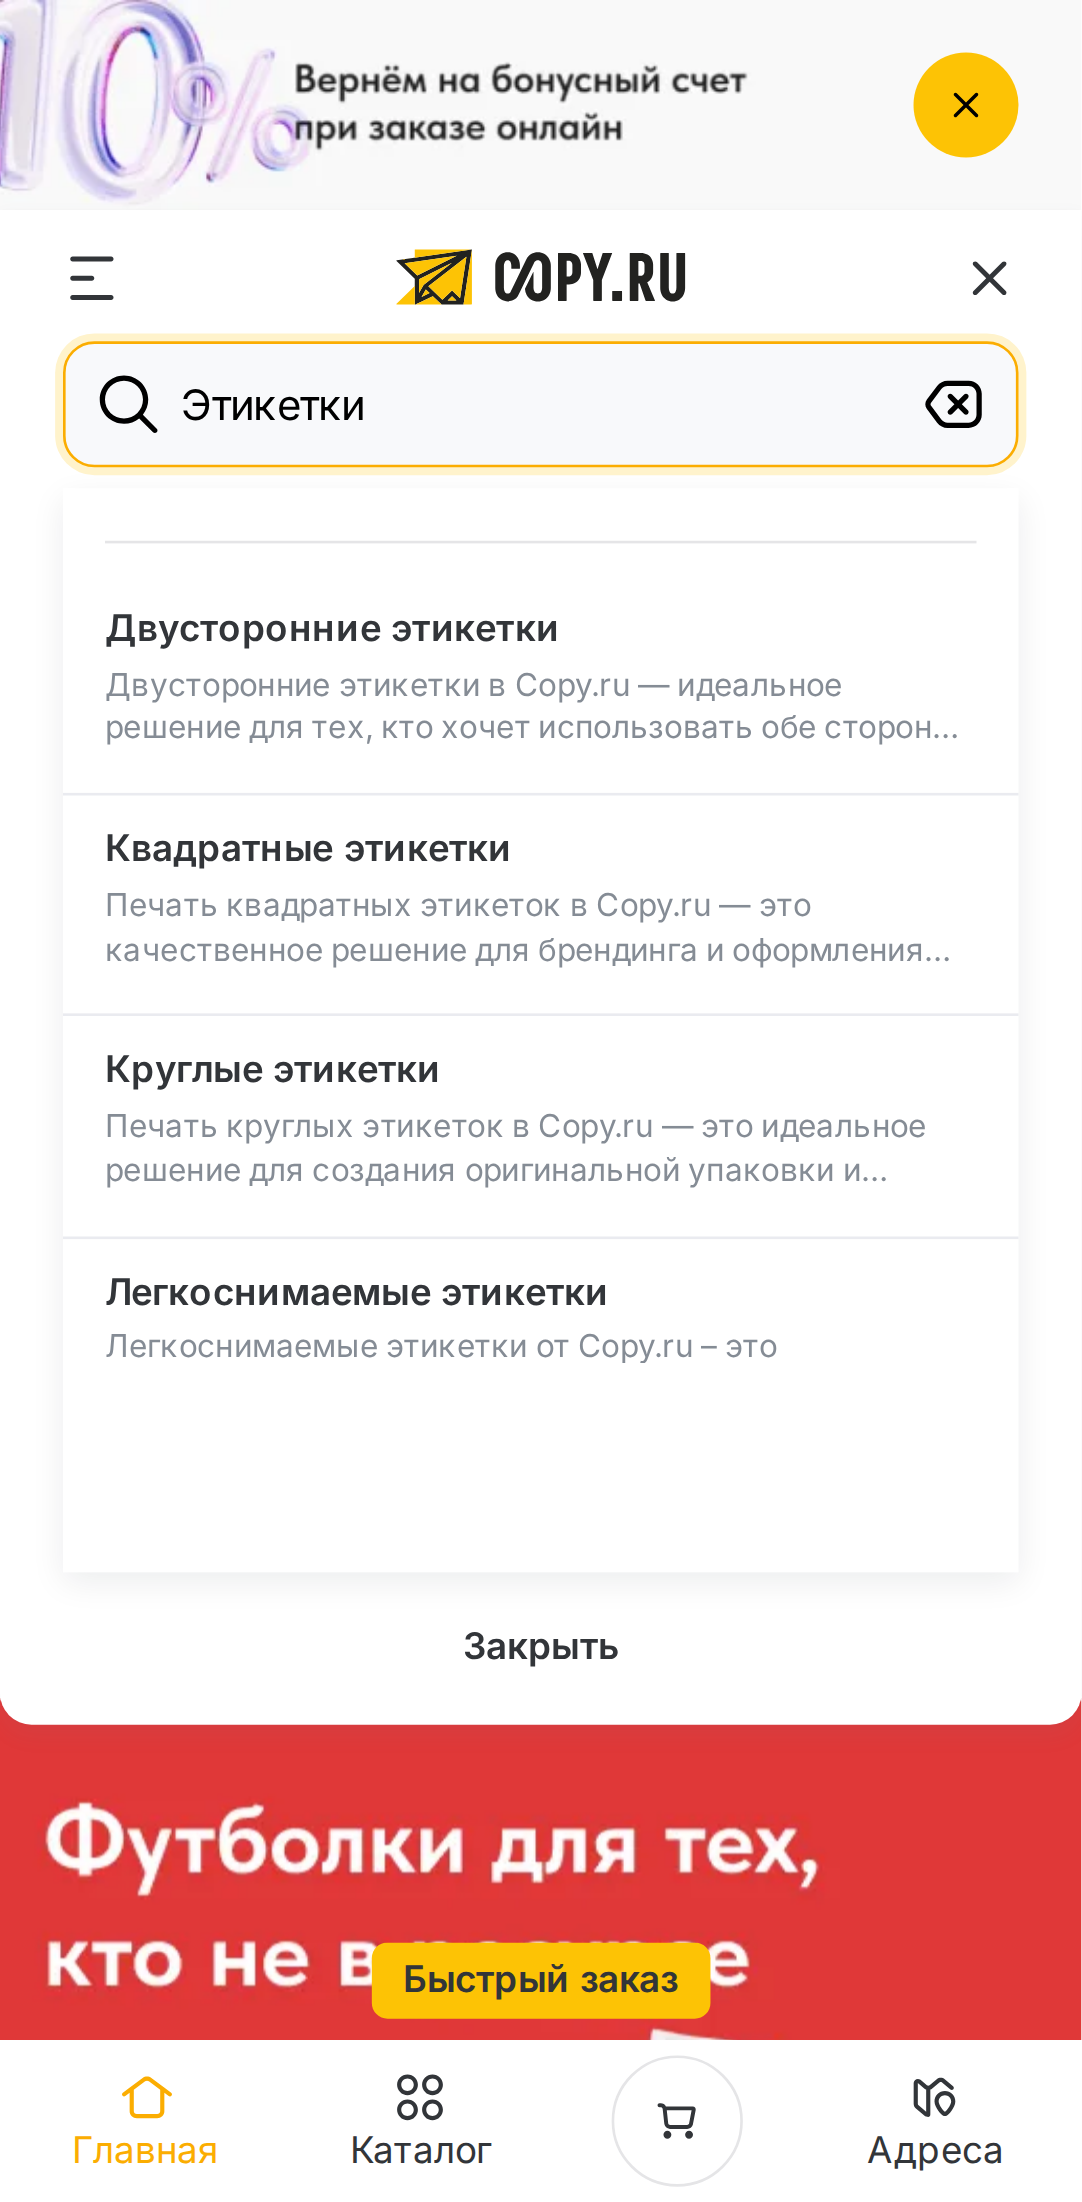 10%
Вернём на бонусный счет
при заказе онлайн
COPY.RU
Этикетки
Двусторонние этикетки
Двусторонние этикетки в Copy.ru — идеальное
решение для тех, кто хочет использовать обе сторон...
Квадратные этикетки
Печать квадратных этикеток в Copy.ru — это
качественное решение для брендинга и оформления...
Круглые этикетки
Печать круглых этикеток в Copy.ru — это идеальное
решение для создания оригинальной упаковки и...
Легкоснимаемые этикетки
Легкоснимаемые этикетки от Copy.ru – это
Закрыть
Футболки для тех,
кто не в
Быстрый заказ
Главная
Каталог
Адреса